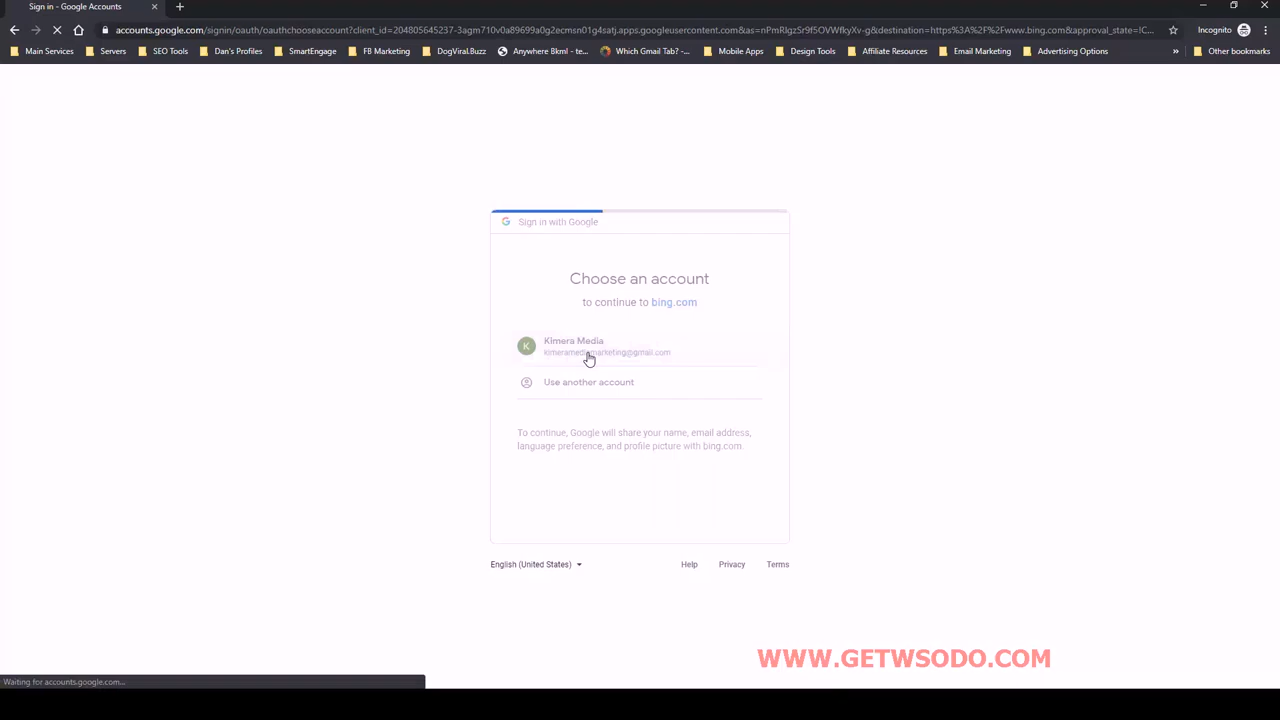 Sign in - Google Accounts
accounts.google.com/signin/oauth/oauthchooseaccount?client_id=204805645237-3agm710v0a89699a0g2ecmsn01g4satj.apps.googleusercontent.com&as=nPmRIgzSr9f5OVWfkyXv-g&destination=https%3A%2F%2Fwww.bing.com&approval_state=!C...
Incognito
Main Services Servers SEO Tools Dan's Profiles SmartEngage FB Marketing DogViral.Buzz Anywhere Bkml - te... Which Gmail Tab? -... Mobile Apps Design Tools Affiliate Resources Email Marketing Advertising Options » Other bookmarks
Sign in with Google
Choose an account
to continue to bing.com
K
Kimera Media
kimeramediamarketing@gmail.com
Use another account
To continue, Google will share your name, email address,
language preference, and profile picture with bing.com.
English (United States) Help Privacy Terms
WWW.GETWSODO.COM
Waiting for accounts.google.com...